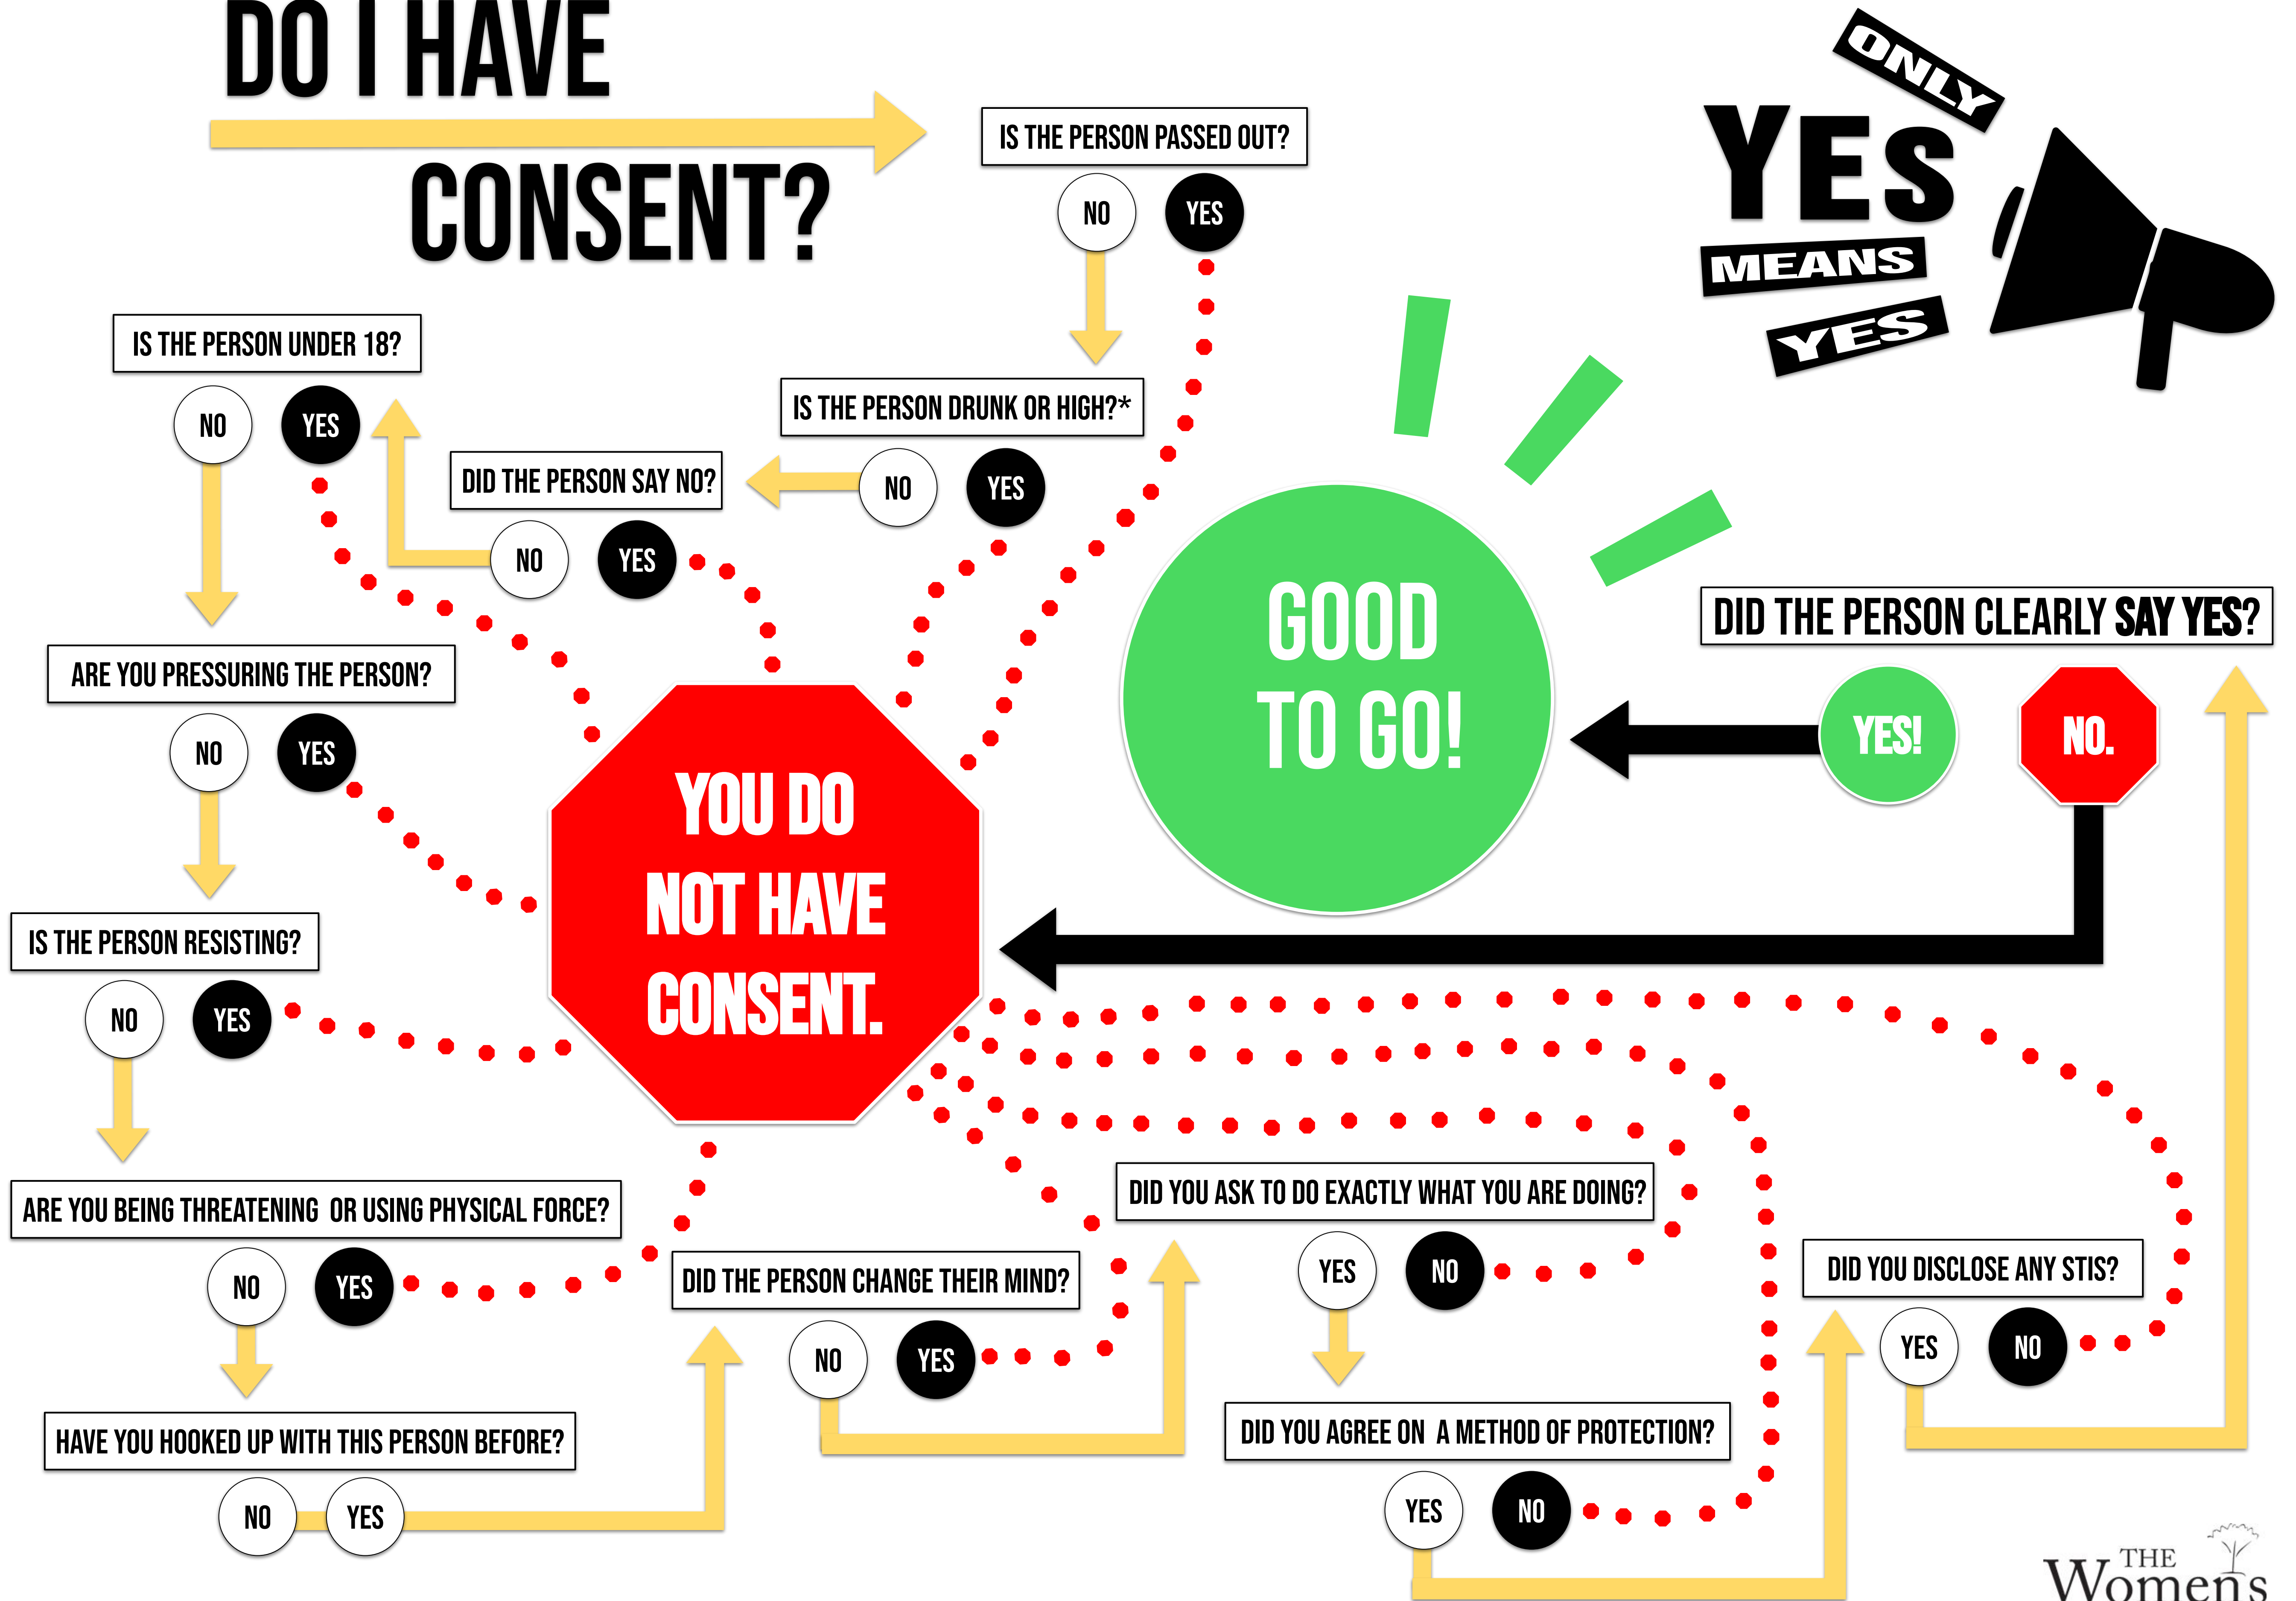 DO I HAVE
CONSENT?
ONLY
YES
MEANS
YES
IS THE PERSON PASSED OUT?
NO YES
IS THE PERSON DRUNK OR HIGH?*
NO YES
DID THE PERSON SAY NO?
NO YES
IS THE PERSON UNDER 18?
NO YES
ARE YOU PRESSURING THE PERSON?
NO YES
IS THE PERSON RESISTING?
NO YES
ARE YOU BEING THREATENING OR USING PHYSICAL FORCE?
NO YES
HAVE YOU HOOKED UP WITH THIS PERSON BEFORE?
NO YES
DID THE PERSON CHANGE THEIR MIND?
NO YES
DID YOU ASK TO DO EXACTLY WHAT YOU ARE DOING?
YES NO
DID YOU AGREE ON A METHOD OF PROTECTION?
YES NO
DID YOU DISCLOSE ANY STIS?
YES NO
DID THE PERSON CLEARLY SAY YES?
YES! NO.
GOOD
TO GO!
YOU DO
NOT HAVE
CONSENT.
THE
Women's